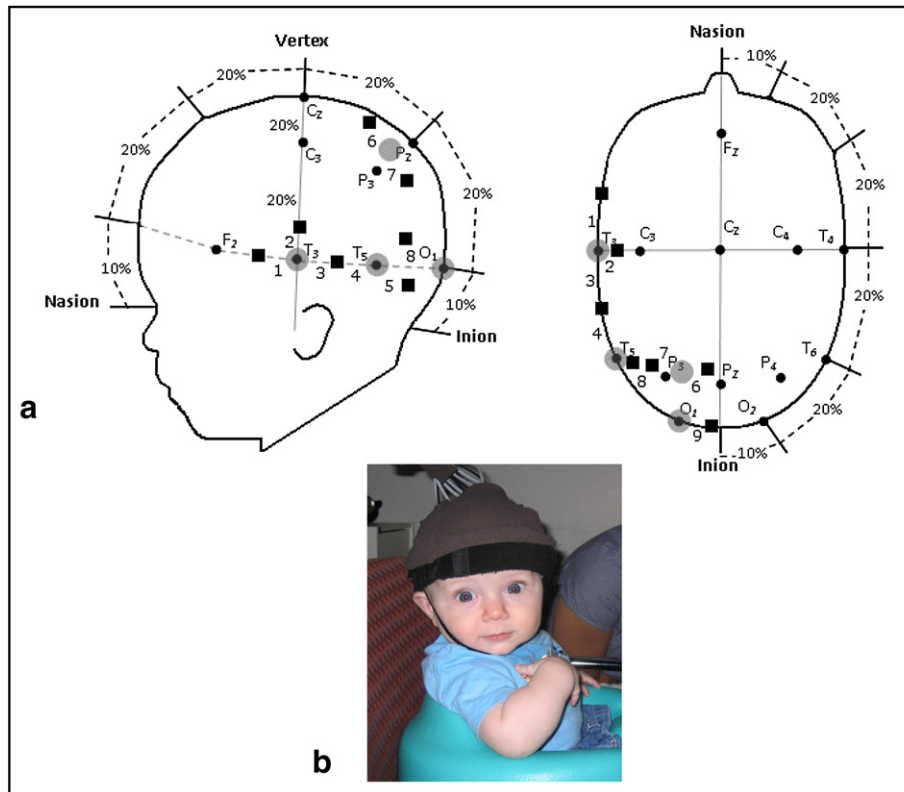 Vertex
20%
20%
Cz
20%
C3
6
Pz
P3
7
20%
20%
20%
F2
2
T3
T5
8
O1
1
3
4
5
10%
10%
Nasion
Inion
Nasion
10%
20%
Fz
20%
1
T3
C3
Cz
C4
T4
2
3
20%
4
T5
7
P3
P4
T6
8
6
Pz
20%
O1
O2
9
10%
Inion
a
b